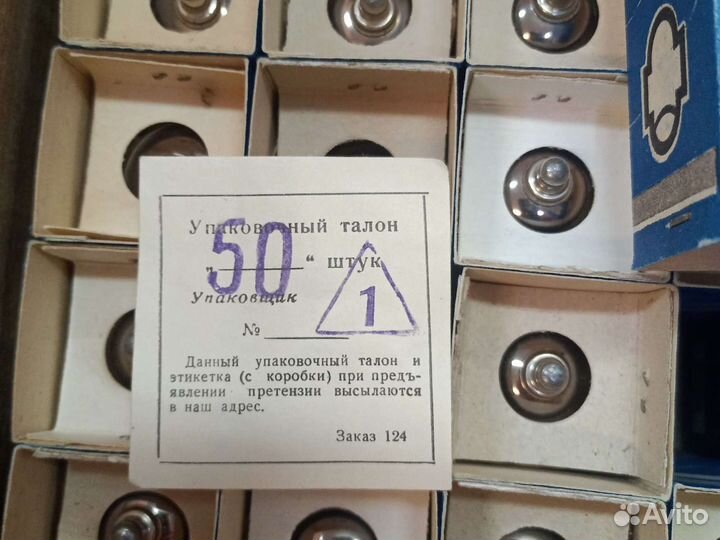 Упаковочный талон
„ 50 “ штук
Упаковщик
1
№
Данный упаковочный талон и
этикетка (с коробки) при предъ-
явлении претензии высылаются
в наш адрес.
Заказ 124
Avito